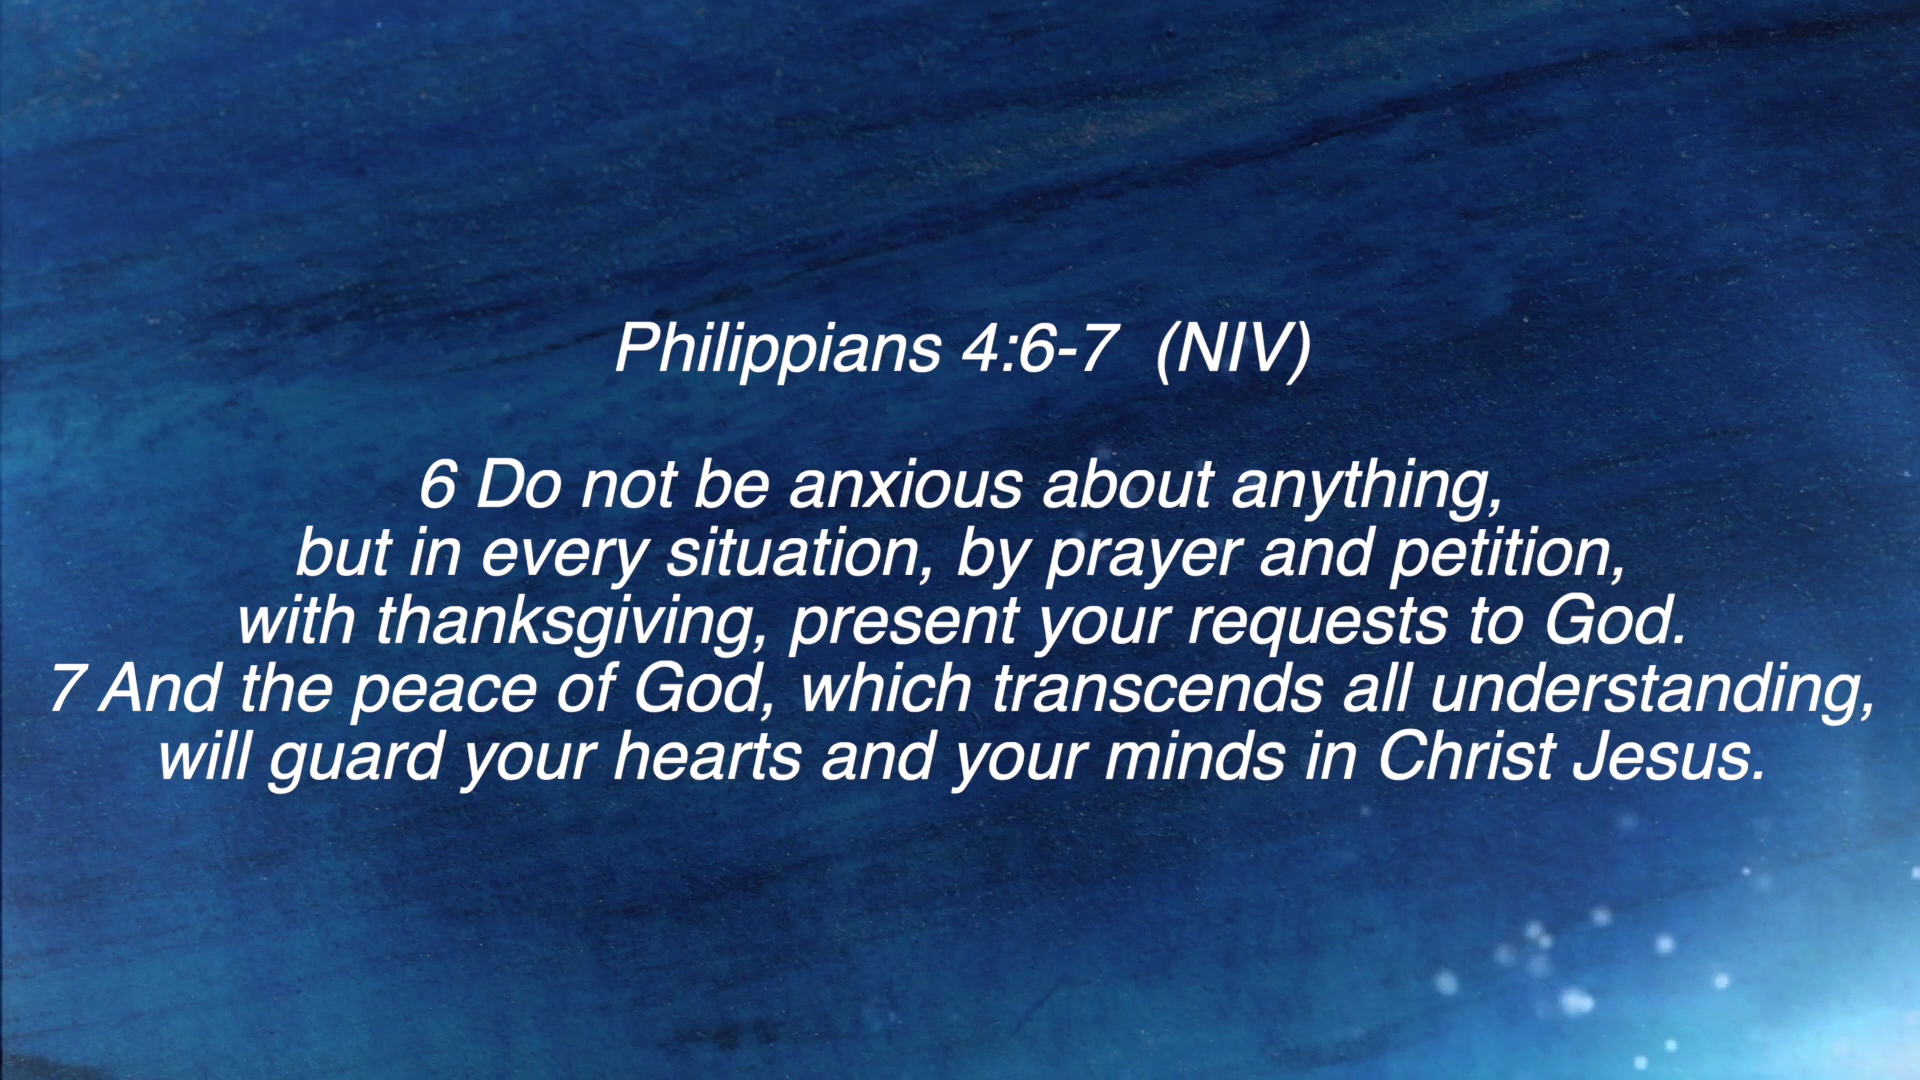 Philippians 4:6-7  (NIV)
6 Do not be anxious about anything,
but in every situation, by prayer and petition,
with thanksgiving, present your requests to God.
7 And the peace of God, which transcends all understanding,
will guard your hearts and your minds in Christ Jesus.